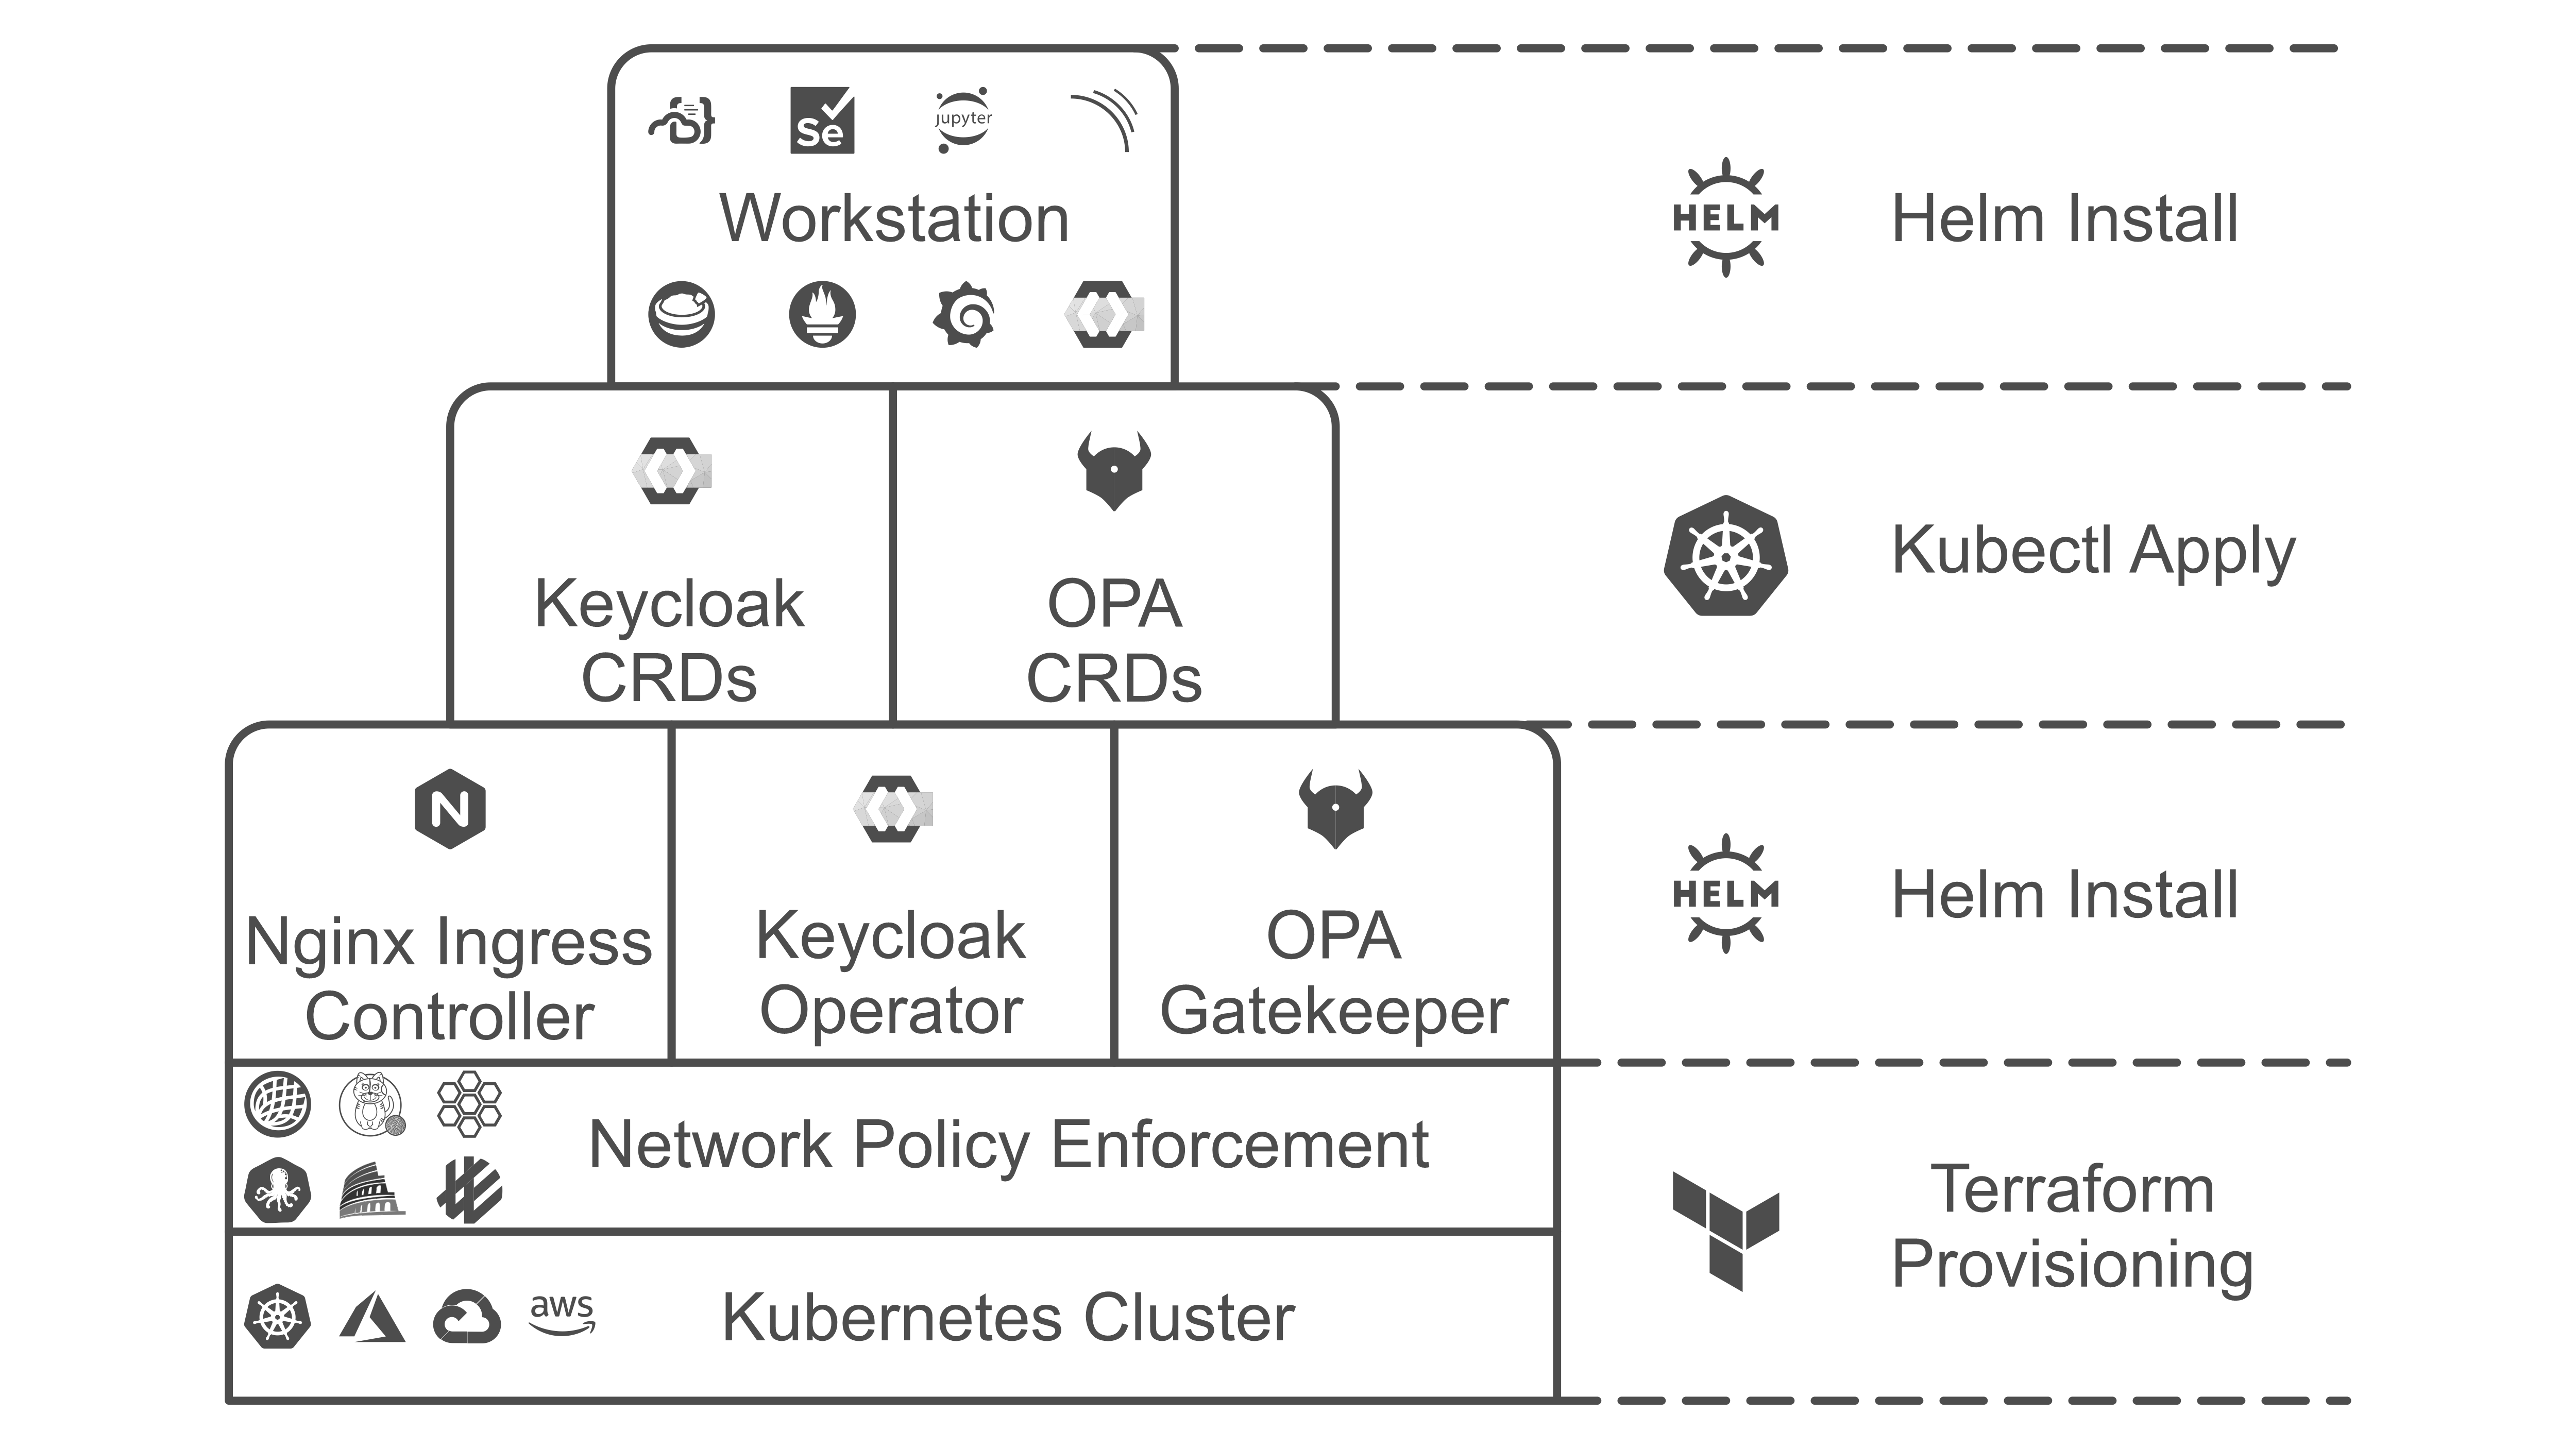 Se
jupyter
Workstation
HELM
Helm Install
Keycloak
CRDs
OPA
CRDs
Kubectl Apply
N
Nginx Ingress
Controller
Keycloak
Operator
OPA
Gatekeeper
HELM
Helm Install
Network Policy Enforcement
Terraform
Provisioning
aws
Kubernetes Cluster